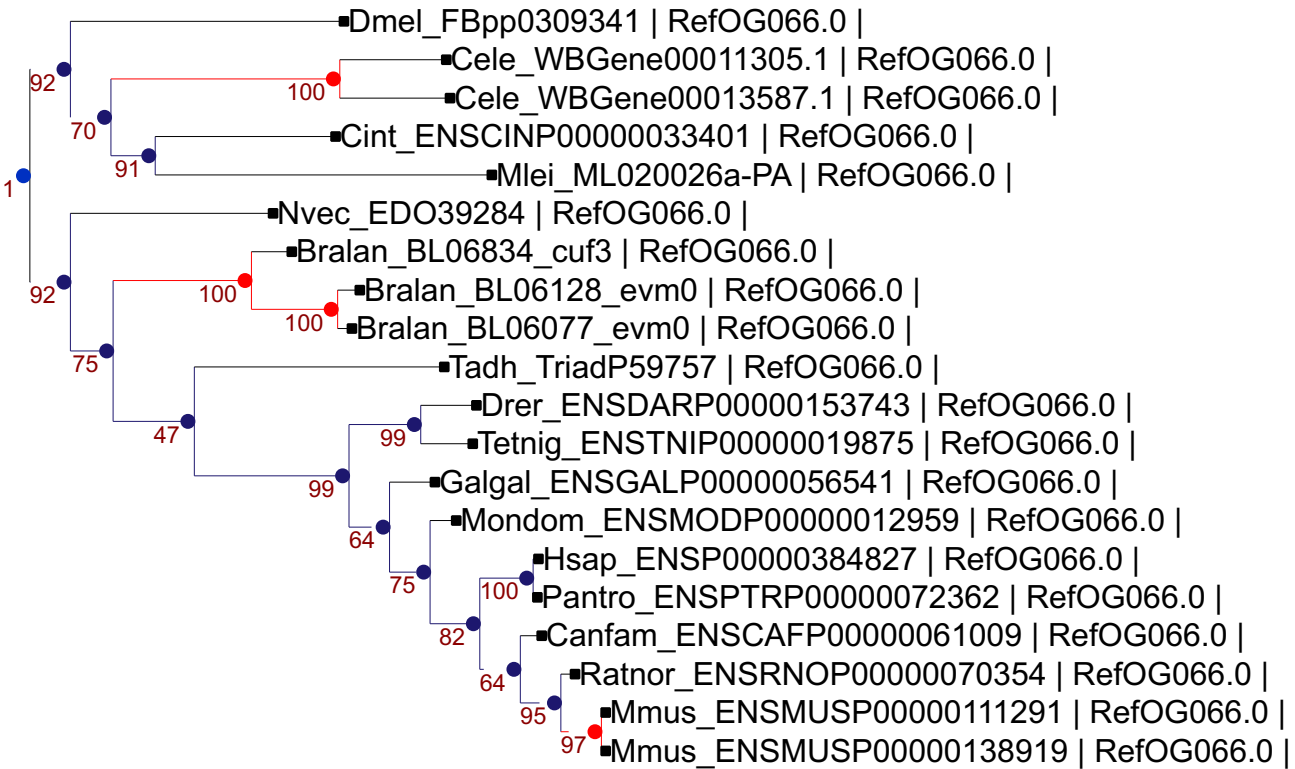 Dmel_FBpp0309341 | RefOG066.0 |
Cele_WBGene00011305.1 | RefOG066.0 |
92
100
Cele_WBGene00013587.1 | RefOG066.0 |
70
Cint_ENSCINP00000033401 | RefOG066.0 |
91
Mlei_ML020026a-PA | RefOG066.0 |
1
Nvec_EDO39284 | RefOG066.0 |
Bralan_BL06834_cuf3 | RefOG066.0 |
92
100
Bralan_BL06128_evm0 | RefOG066.0 |
100
Bralan_BL06077_evm0 | RefOG066.0 |
75
Tadh_TriadP59757 | RefOG066.0 |
Drer_ENSDARP00000153743 | RefOG066.0 |
47
99
Tetnig_ENSTNIP00000019875 | RefOG066.0 |
99
Galgal_ENSGALP00000056541 | RefOG066.0 |
Mondom_ENSMODP00000012959 | RefOG066.0 |
64
Hsap_ENSP00000384827 | RefOG066.0 |
75
100
Pantro_ENSPTRP00000072362 | RefOG066.0 |
82
Canfam_ENSCAFP00000061009 | RefOG066.0 |
64
Ratnor_ENSRNOP00000070354 | RefOG066.0 |
95
Mmus_ENSMUSP00000111291 | RefOG066.0 |
97
Mmus_ENSMUSP00000138919 | RefOG066.0 |